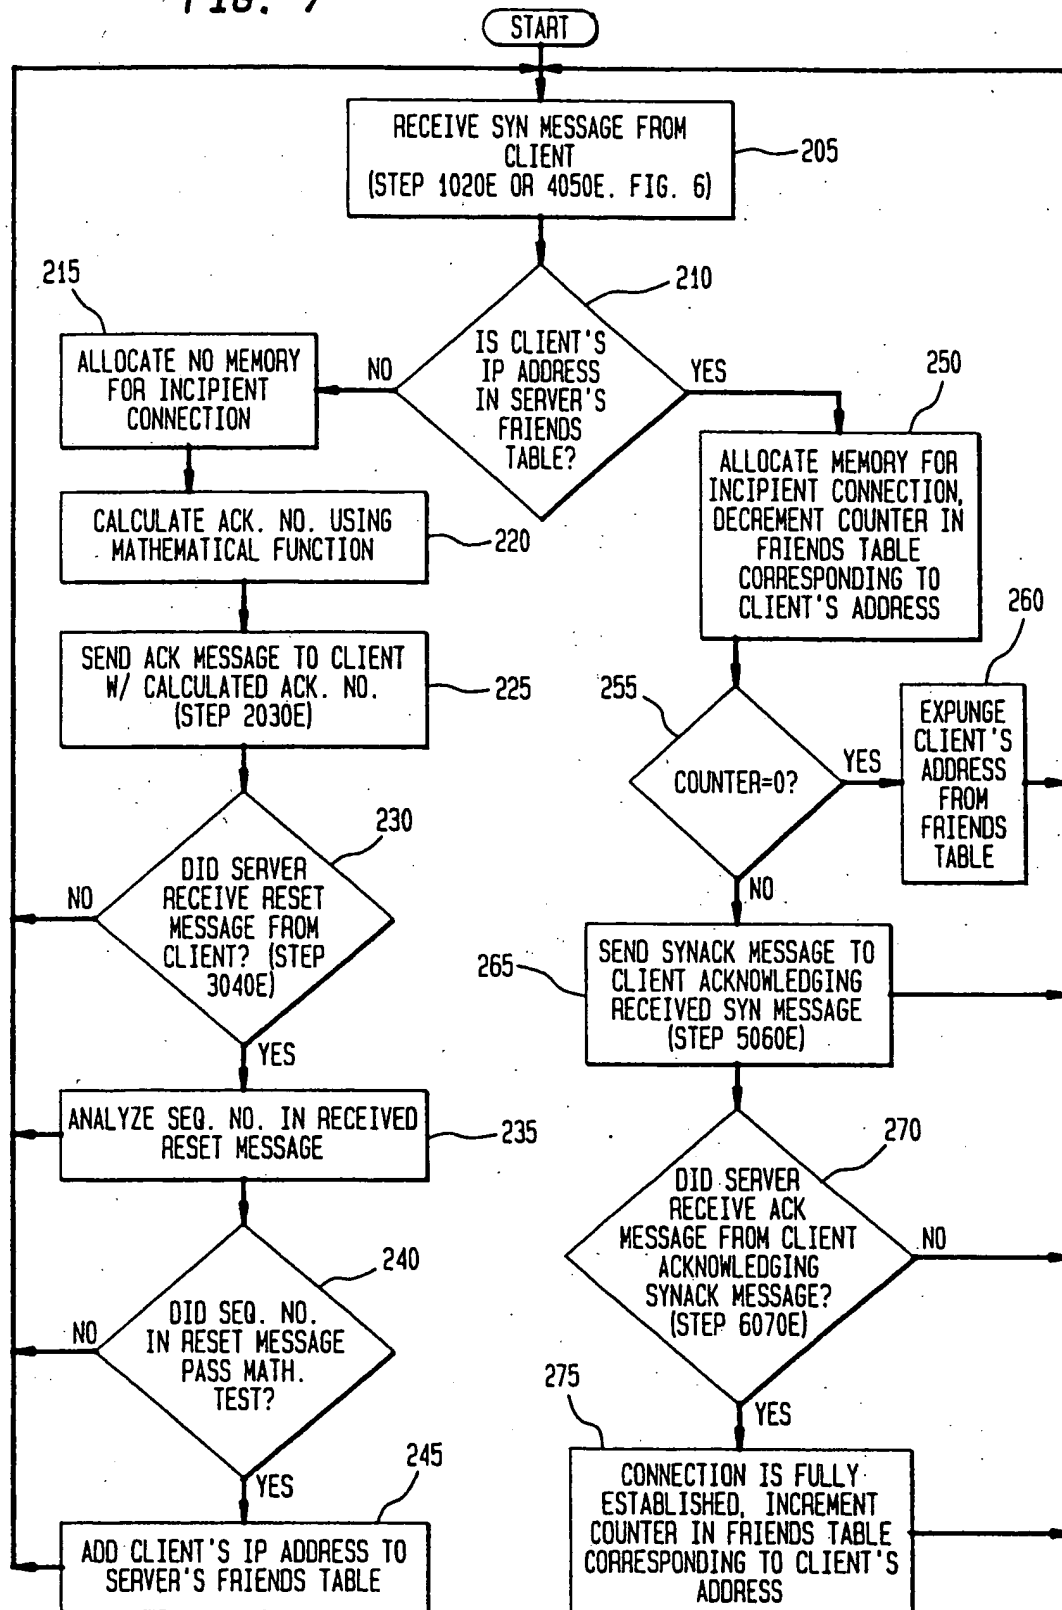 FIG. 7
START
RECEIVE SYN MESSAGE FROM
CLIENT
(STEP 1020E OR 4050E. FIG. 6)
205
210
IS CLIENT'S
IP ADDRESS
IN SERVER'S
FRIENDS
TABLE?
NO
YES
215
ALLOCATE NO MEMORY
FOR INCIPIENT
CONNECTION
CALCULATE ACK. NO. USING
MATHEMATICAL FUNCTION
220
SEND ACK MESSAGE TO CLIENT
W/ CALCULATED ACK. NO.
(STEP 2030E)
225
230
DID SERVER
RECEIVE RESET
MESSAGE FROM
CLIENT? (STEP
3040E)
NO
YES
ANALYZE SEQ. NO. IN RECEIVED
RESET MESSAGE
235
240
DID SEQ. NO.
IN RESET MESSAGE
PASS MATH.
TEST?
NO
YES
245
ADD CLIENT'S IP ADDRESS TO
SERVER'S FRIENDS TABLE
250
ALLOCATE MEMORY FOR
INCIPIENT CONNECTION,
DECREMENT COUNTER IN
FRIENDS TABLE
CORRESPONDING TO
CLIENT'S ADDRESS
255
COUNTER=0?
YES
NO
260
EXPUNGE
CLIENT'S
ADDRESS
FROM
FRIENDS
TABLE
265
SEND SYNACK MESSAGE TO
CLIENT ACKNOWLEDGING
RECEIVED SYN MESSAGE
(STEP 5060E)
270
DID SERVER
RECEIVE ACK
MESSAGE FROM CLIENT
ACKNOWLEDGING
SYNACK MESSAGE?
(STEP 6070E)
NO
YES
275
CONNECTION IS FULLY
ESTABLISHED, INCREMENT
COUNTER IN FRIENDS TABLE
CORRESPONDING TO CLIENT'S
ADDRESS